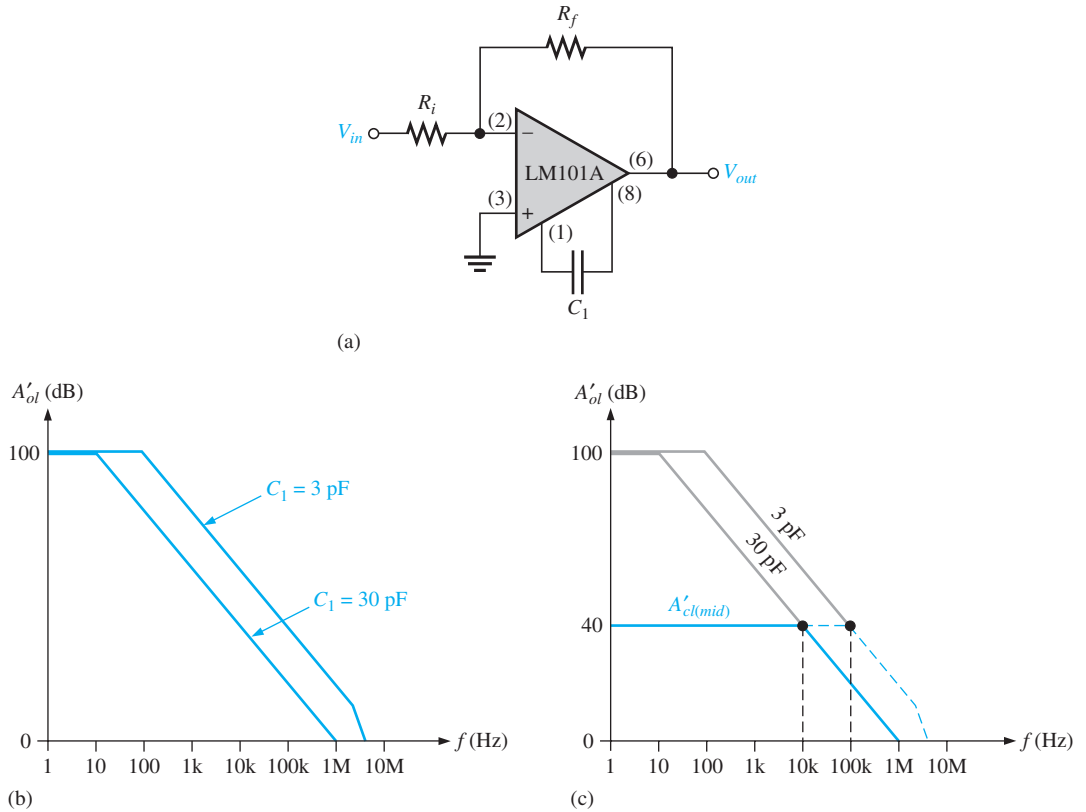 R_f
R_i
V_in
(2)
−
LM101A
(6)
V_out
(3)
+
(8)
(1)
C_1
(a)
A′_ol (dB)
100
C_1 = 3 pF
C_1 = 30 pF
0
1 10 100 1k 10k 100k 1M 10M
f (Hz)
(b)
A′_ol (dB)
100
3 pF
30 pF
A′_cl(mid)
40
0
1 10 100 1k 10k 100k 1M 10M
f (Hz)
(c)